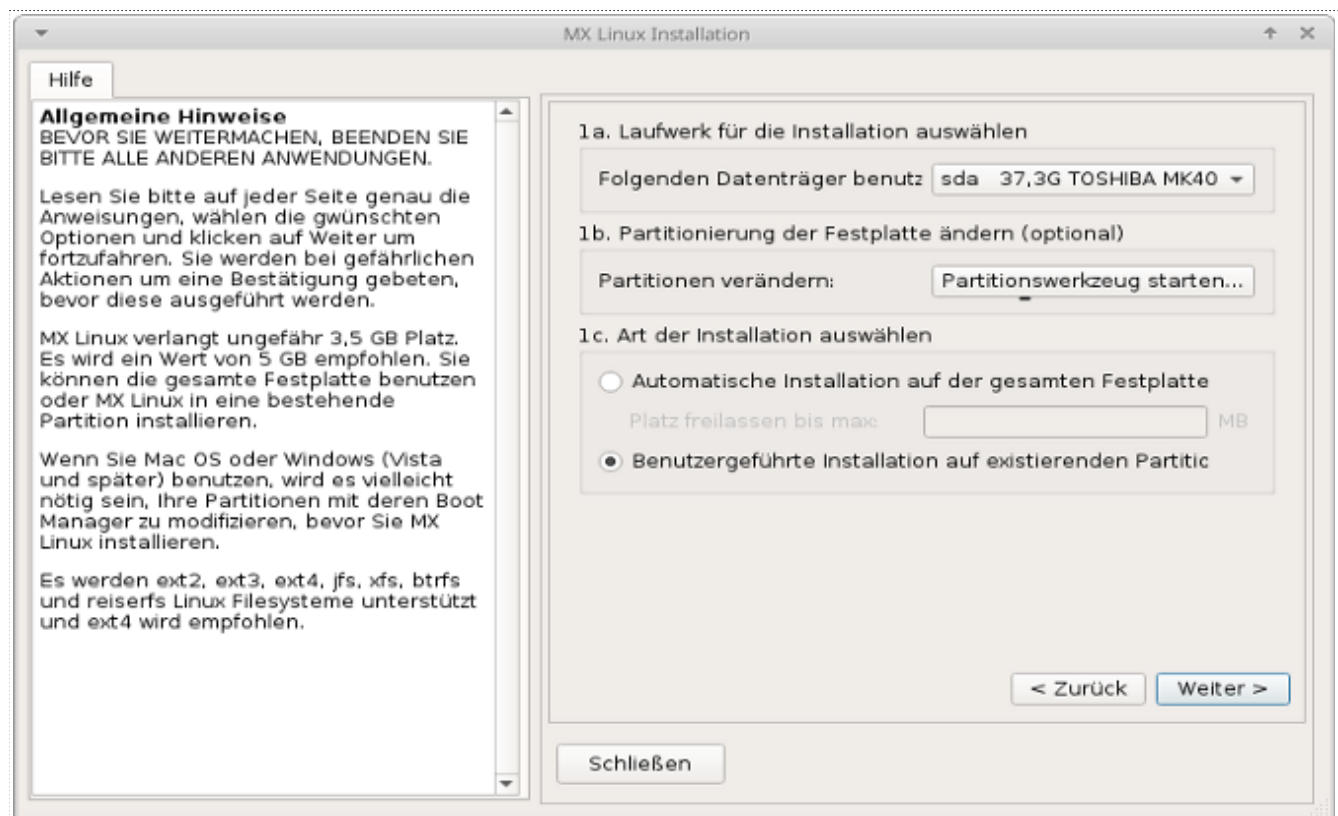 MX Linux Installation
Hilfe
Allgemeine Hinweise
BEVOR SIE WEITERMACHEN, BEENDEN SIE
BITTE ALLE ANDEREN ANWENDUNGEN.
Lesen Sie bitte auf jeder Seite genau die
Anweisungen, wählen die gwünschten
Optionen und klicken auf Weiter um
fortzufahren. Sie werden bei gefährlichen
Aktionen um eine Bestätigung gebeten,
bevor diese ausgeführt werden.
MX Linux verlangt ungefähr 3,5 GB Platz.
Es wird ein Wert von 5 GB empfohlen. Sie
können die gesamte Festplatte benutzen
oder MX Linux in eine bestehende
Partition installieren.
Wenn Sie Mac OS oder Windows (Vista
und später) benutzen, wird es vielleicht
nötig sein, Ihre Partitionen mit deren Boot
Manager zu modifizieren, bevor Sie MX
Linux installieren.
Es werden ext2, ext3, ext4, jfs, xfs, btrfs
und reiserfs Linux Filesysteme unterstützt
und ext4 wird empfohlen.
1a. Laufwerk für die Installation auswählen
Folgenden Datenträger benutz sda 37,3G TOSHIBA MK40
1b. Partitionierung der Festplatte ändern (optional)
Partitionen verändern: Partitionswerkzeug starten...
1c. Art der Installation auswählen
Automatische Installation auf der gesamten Festplatte
Platz freilassen bis max: MB
Benutzergeführte Installation auf existierenden Partitic
< Zurück Weiter >
Schließen